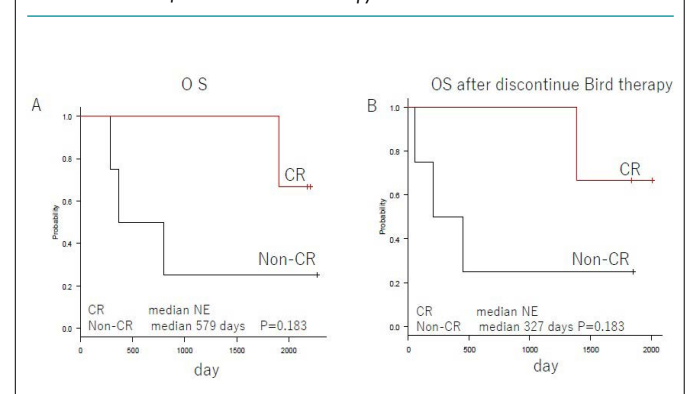 O S
A
1.0
0.8
0.6
0.4
0.2
0.0
Probability
CR
Non-CR
CR median NE
Non-CR median 579 days P=0.183
0 500 1000 1500 2000
day
OS after discontinue Bird therapy
B
1.0
0.8
0.6
0.4
0.2
0.0
Probability
CR
Non-CR
CR median NE
Non-CR median 327 days P=0.183
0 500 1000 1500 2000
day